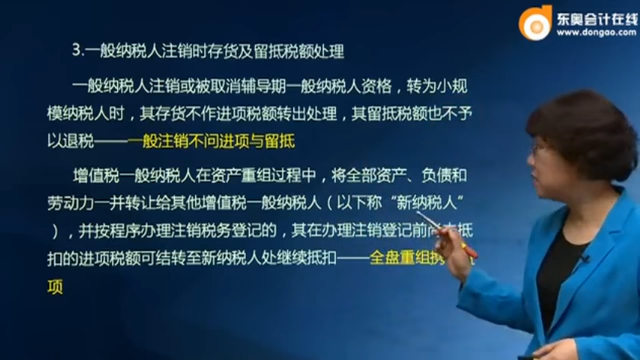 东奥会计在线
www.dongao.com
3.一般纳税人注销时存货及留抵税额处理
一般纳税人注销或被取消辅导期一般纳税人资格，转为小规
模纳税人时，其存货不作进项税额转出处理，其留抵税额也不予
以退税——一般注销不问进项与留抵
增值税一般纳税人在资产重组过程中，将全部资产、负债和
劳动力一并转让给其他增值税一般纳税人（以下称“新纳税人”
），并按程序办理注销税务登记的，其在办理注销登记前尚 抵
扣的进项税额可结转至新纳税人处继续抵扣——全盘重组
项